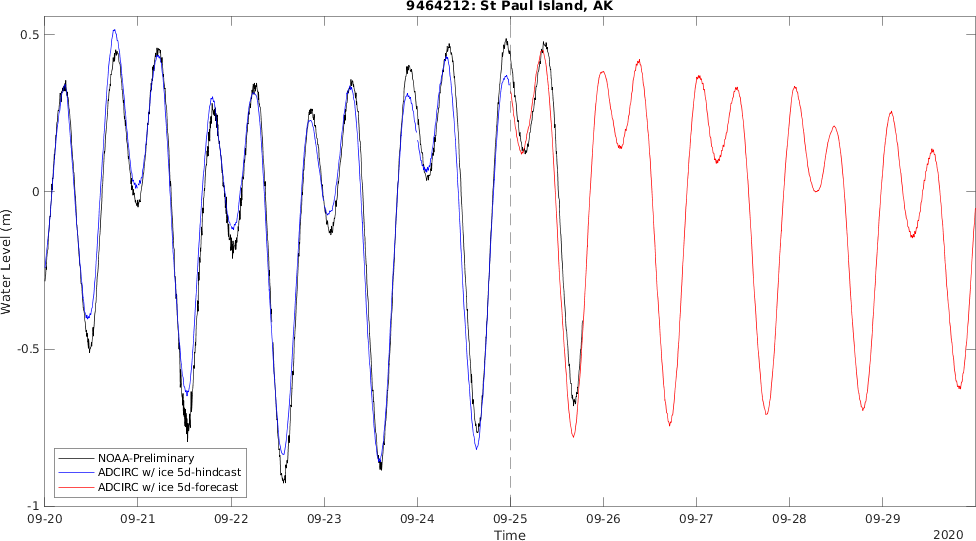 9464212: St Paul Island, AK
0.5
0
-0.5
-1
Water Level (m)
NOAA-Preliminary
ADCIRC w/ ice 5d-hindcast
ADCIRC w/ ice 5d-forecast
09-20 09-21 09-22 09-23 09-24 09-25 09-26 09-27 09-28 09-29
Time
2020